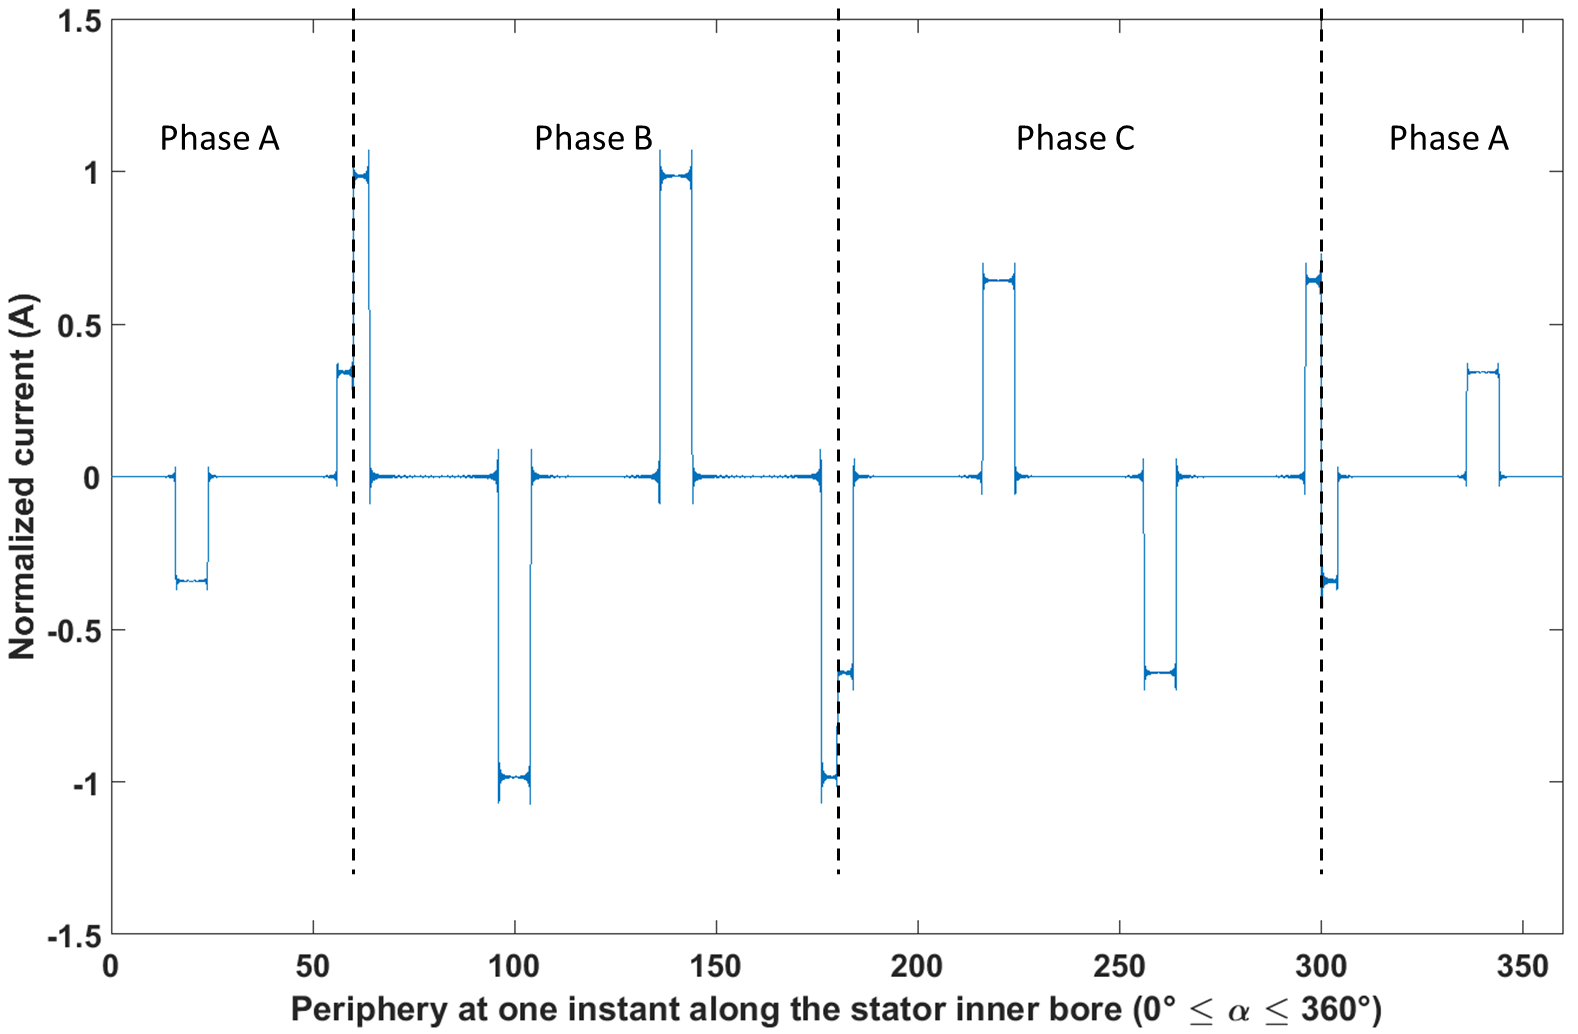 1.5
Phase A
Phase B
Phase C
Phase A
1
0.5
0
-0.5
-1
-1.5
Normalized current (A)
0 50 100 150 200 250 300 350
Periphery at one instant along the stator inner bore (0° ≤ α ≤ 360°)